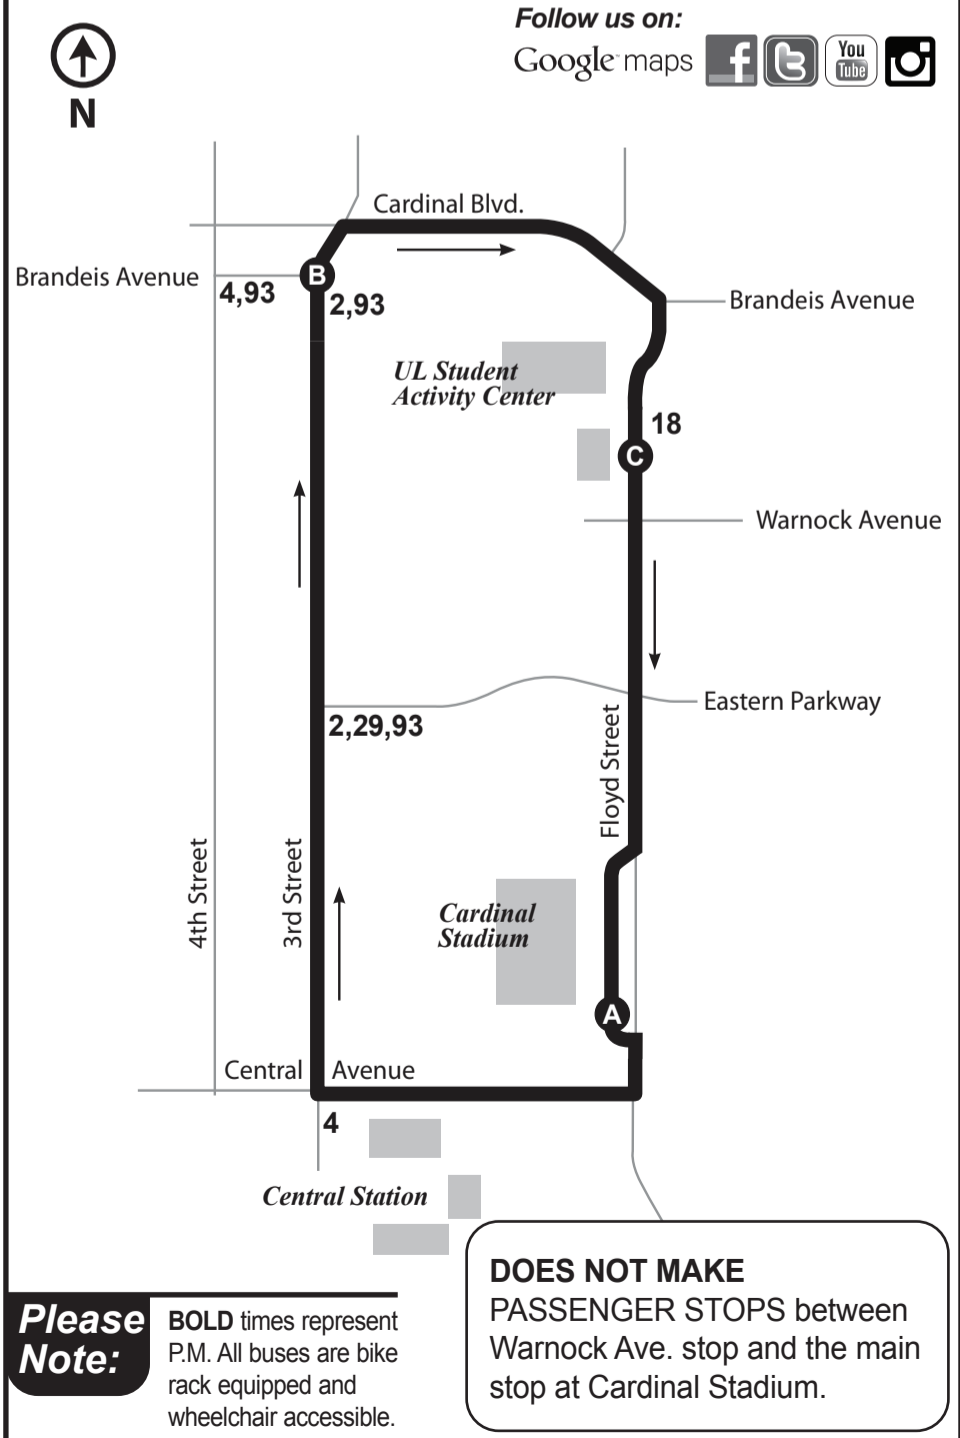 Follow us on:
Google maps
f
t
You
Tube
N
Cardinal Blvd.
Brandeis Avenue
B
4,93
2,93
Brandeis Avenue
UL Student
Activity Center
18
C
Warnock Avenue
Eastern Parkway
2,29,93
Floyd Street
4th Street
3rd Street
Cardinal
Stadium
A
Central Avenue
4
Central Station
DOES NOT MAKE
PASSENGER STOPS between
Warnock Ave. stop and the main
stop at Cardinal Stadium.
Please
Note:
BOLD times represent
P.M. All buses are bike
rack equipped and
wheelchair accessible.